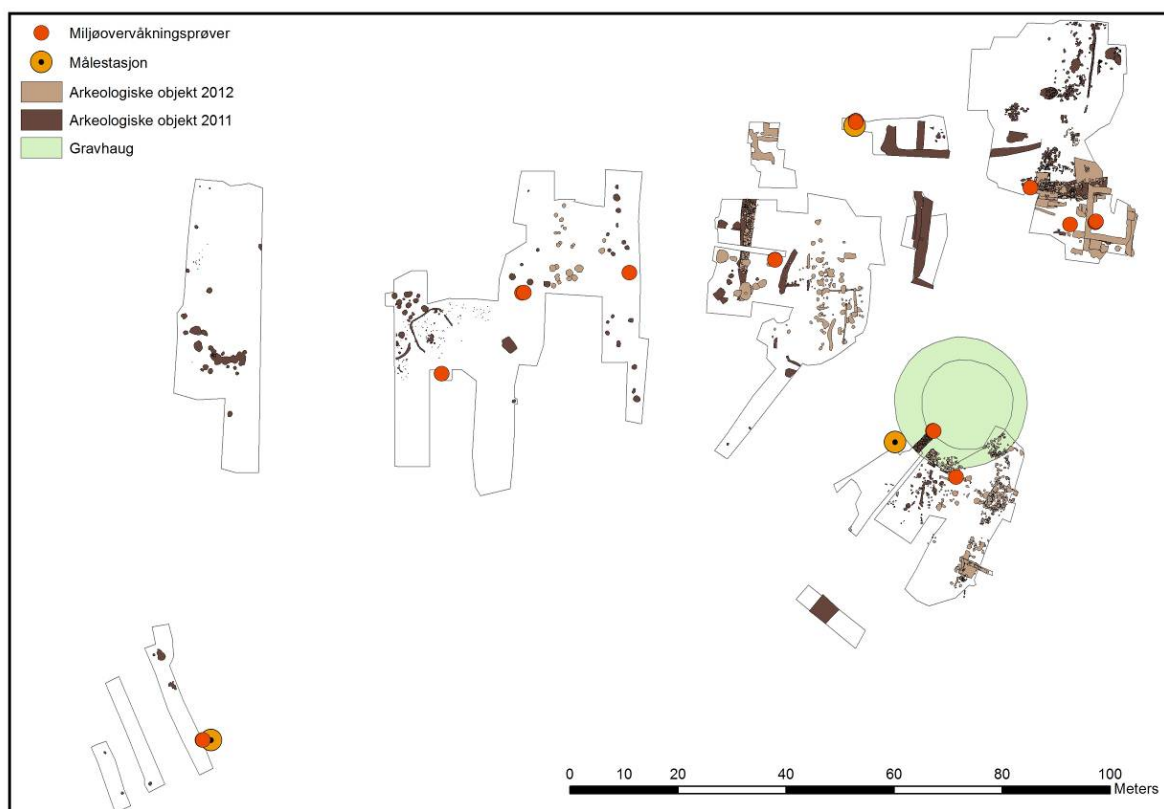 Miljøovervåkningsprøver
Målestasjon
Arkeologiske objekt 2012
Arkeologiske objekt 2011
Gravhaug
0 10 20 40 60 80 100
Meters